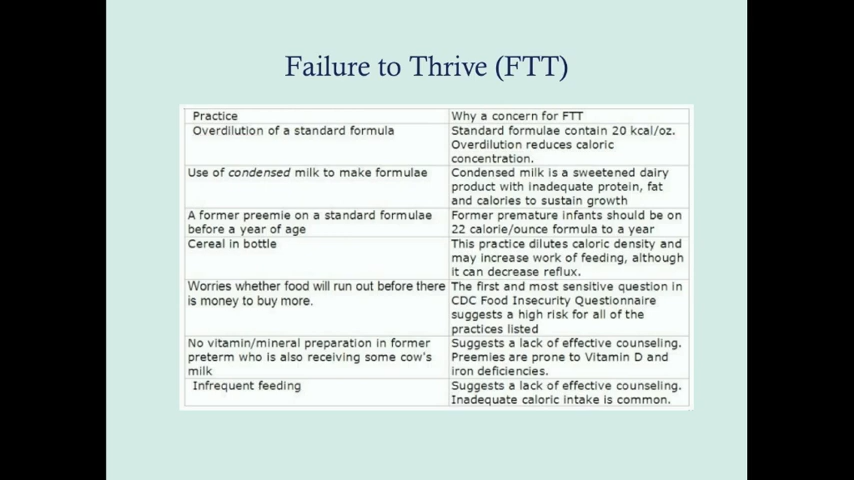 Failure to Thrive (FTT)
Practice
Why a concern for FTT
Overdilution of a standard formula
Standard formulae contain 20 kcal/oz.
Overdilution reduces caloric
concentration.
Use of condensed milk to make formulae
Condensed milk is a sweetened dairy
product with inadequate protein, fat
and calories to sustain growth
A former preemie on a standard formulae
before a year of age
Former premature infants should be on
22 calorie/ounce formula to a year
Cereal in bottle
This practice dilutes caloric density and
may increase work of feeding, although
it can decrease reflux.
Worries whether food will run out before there
is money to buy more.
The first and most sensitive question in
CDC Food Insecurity Questionnaire
suggests a high risk for all of the
practices listed
No vitamin/mineral preparation in former
preterm who is also receiving some cow's
milk
Suggests a lack of effective counseling.
Preemies are prone to Vitamin D and
iron deficiencies.
Infrequent feeding
Suggests a lack of effective counseling.
Inadequate caloric intake is common.